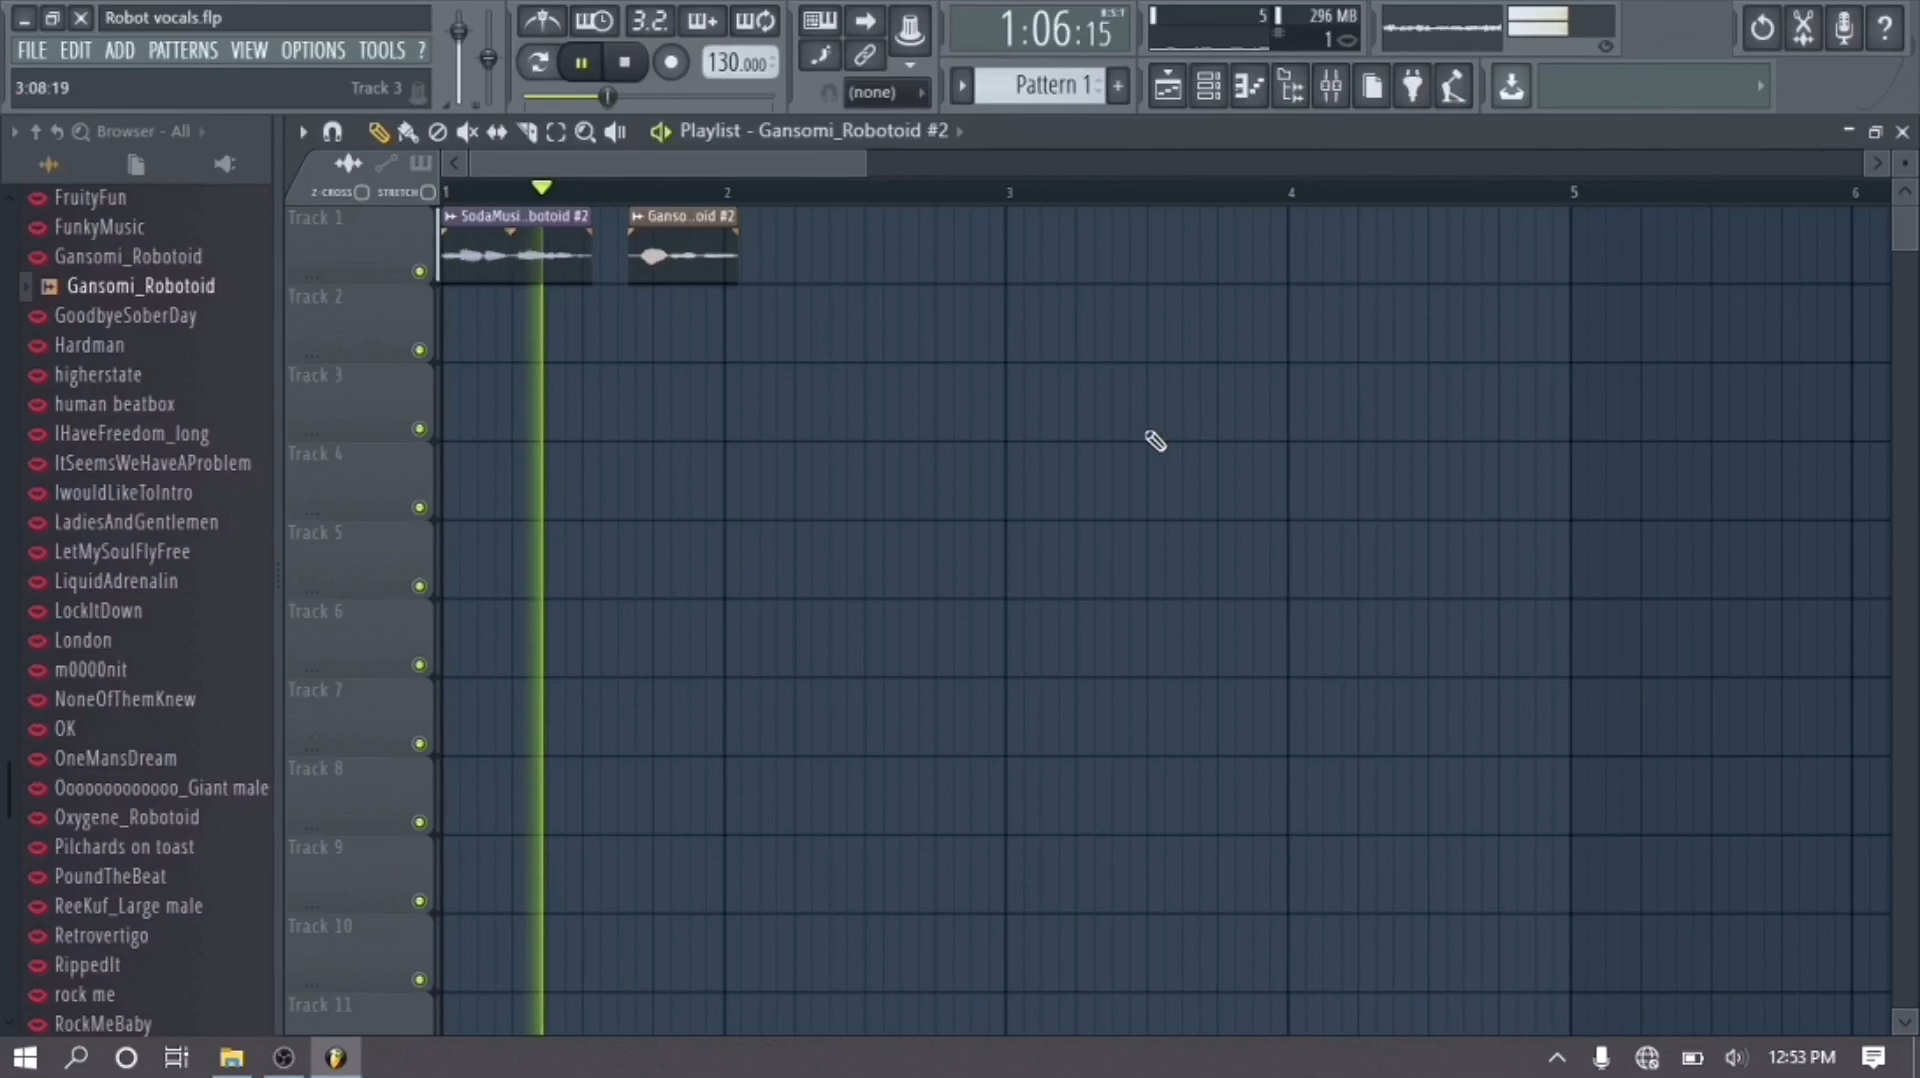 Robot vocals.flp
FILE EDIT ADD PATTERNS VIEW OPTIONS TOOLS ?
3:08:19 Track 3
3.2.
130.000
(none)
1:06:15
B:S:T
Pattern 1
5 296 MB
1
Browser - All
Playlist - Gansomi_Robotoid #2
Z-CROSS STRETCH
1 2 3 4 5 6
FruityFun
FunkyMusic
Gansomi_Robotoid
Gansomi_Robotoid
GoodbyeSoberDay
Hardman
higherstate
human beatbox
IHaveFreedom_long
ItSeemsWeHaveAProblem
IwouldLikeToIntro
LadiesAndGentlemen
LetMySoulFlyFree
LiquidAdrenalin
LockItDown
London
m0000nit
NoneOfThemKnew
OK
OneMansDream
Oooooooooooo_Giant male
Oxygene_Robotoid
Pilchards on toast
PoundTheBeat
ReeKuf_Large male
Retrovertigo
RippedIt
rock me
RockMeBaby
Track 1
SodaMusi..botoid #2
Ganso..oid #2
Track 2
Track 3
Track 4
Track 5
Track 6
Track 7
Track 8
Track 9
Track 10
Track 11
12:53 PM